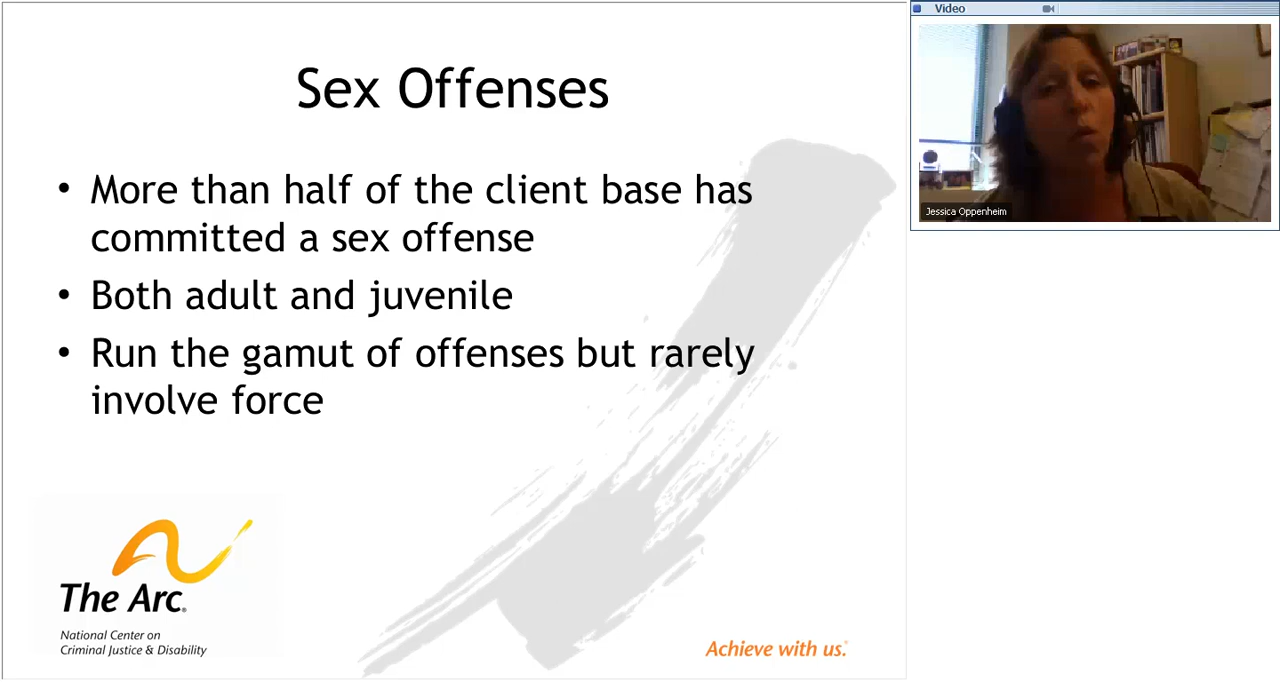 Sex Offenses
• More than half of the client base has
committed a sex offense
• Both adult and juvenile
• Run the gamut of offenses but rarely
involve force
The Arc®
National Center on
Criminal Justice & Disability
Achieve with us.®
Video
Jessica Oppenheim